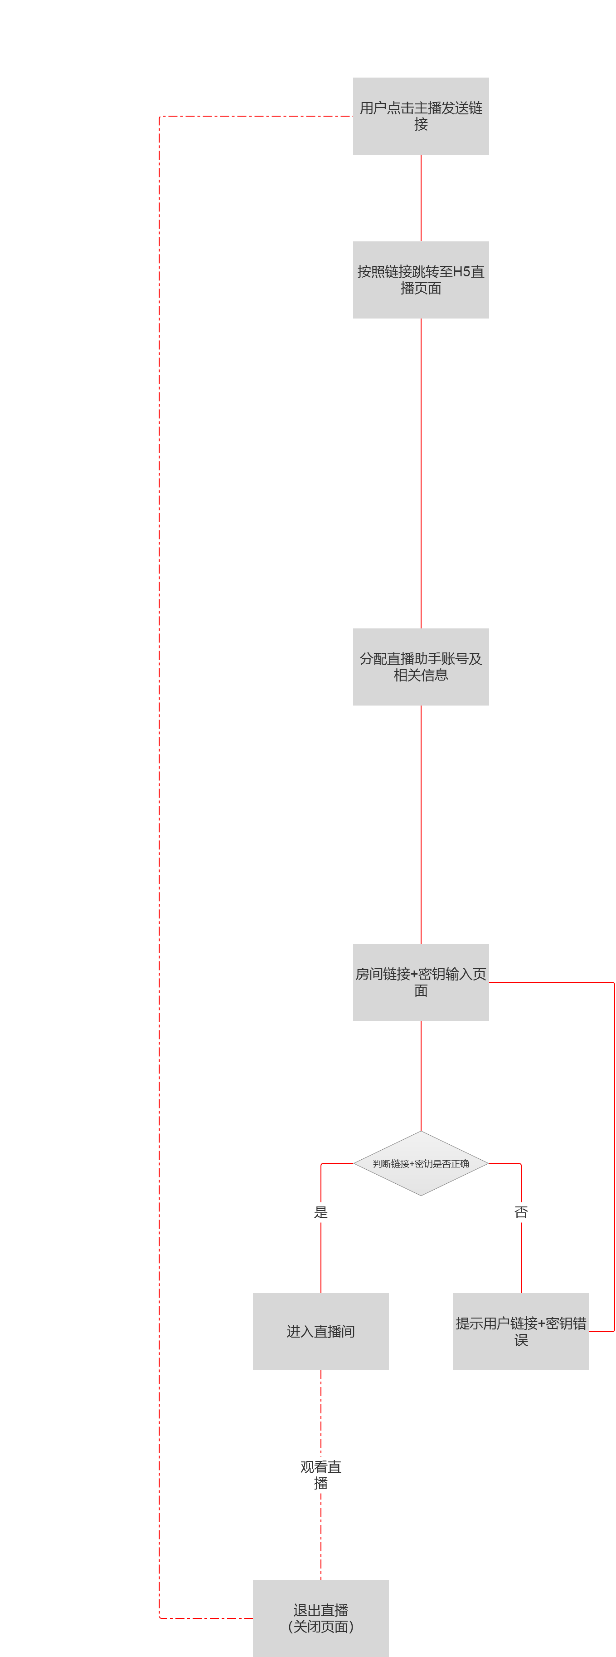 用户点击主播发送链
接
按照链接跳转至H5直
播页面
分配直播助手账号及
相关信息
房间链接+密钥输入页
面
判断链接+密钥是否正确
是
否
进入直播间
提示用户链接+密钥错
误
观看直
播
退出直播
（关闭页面）